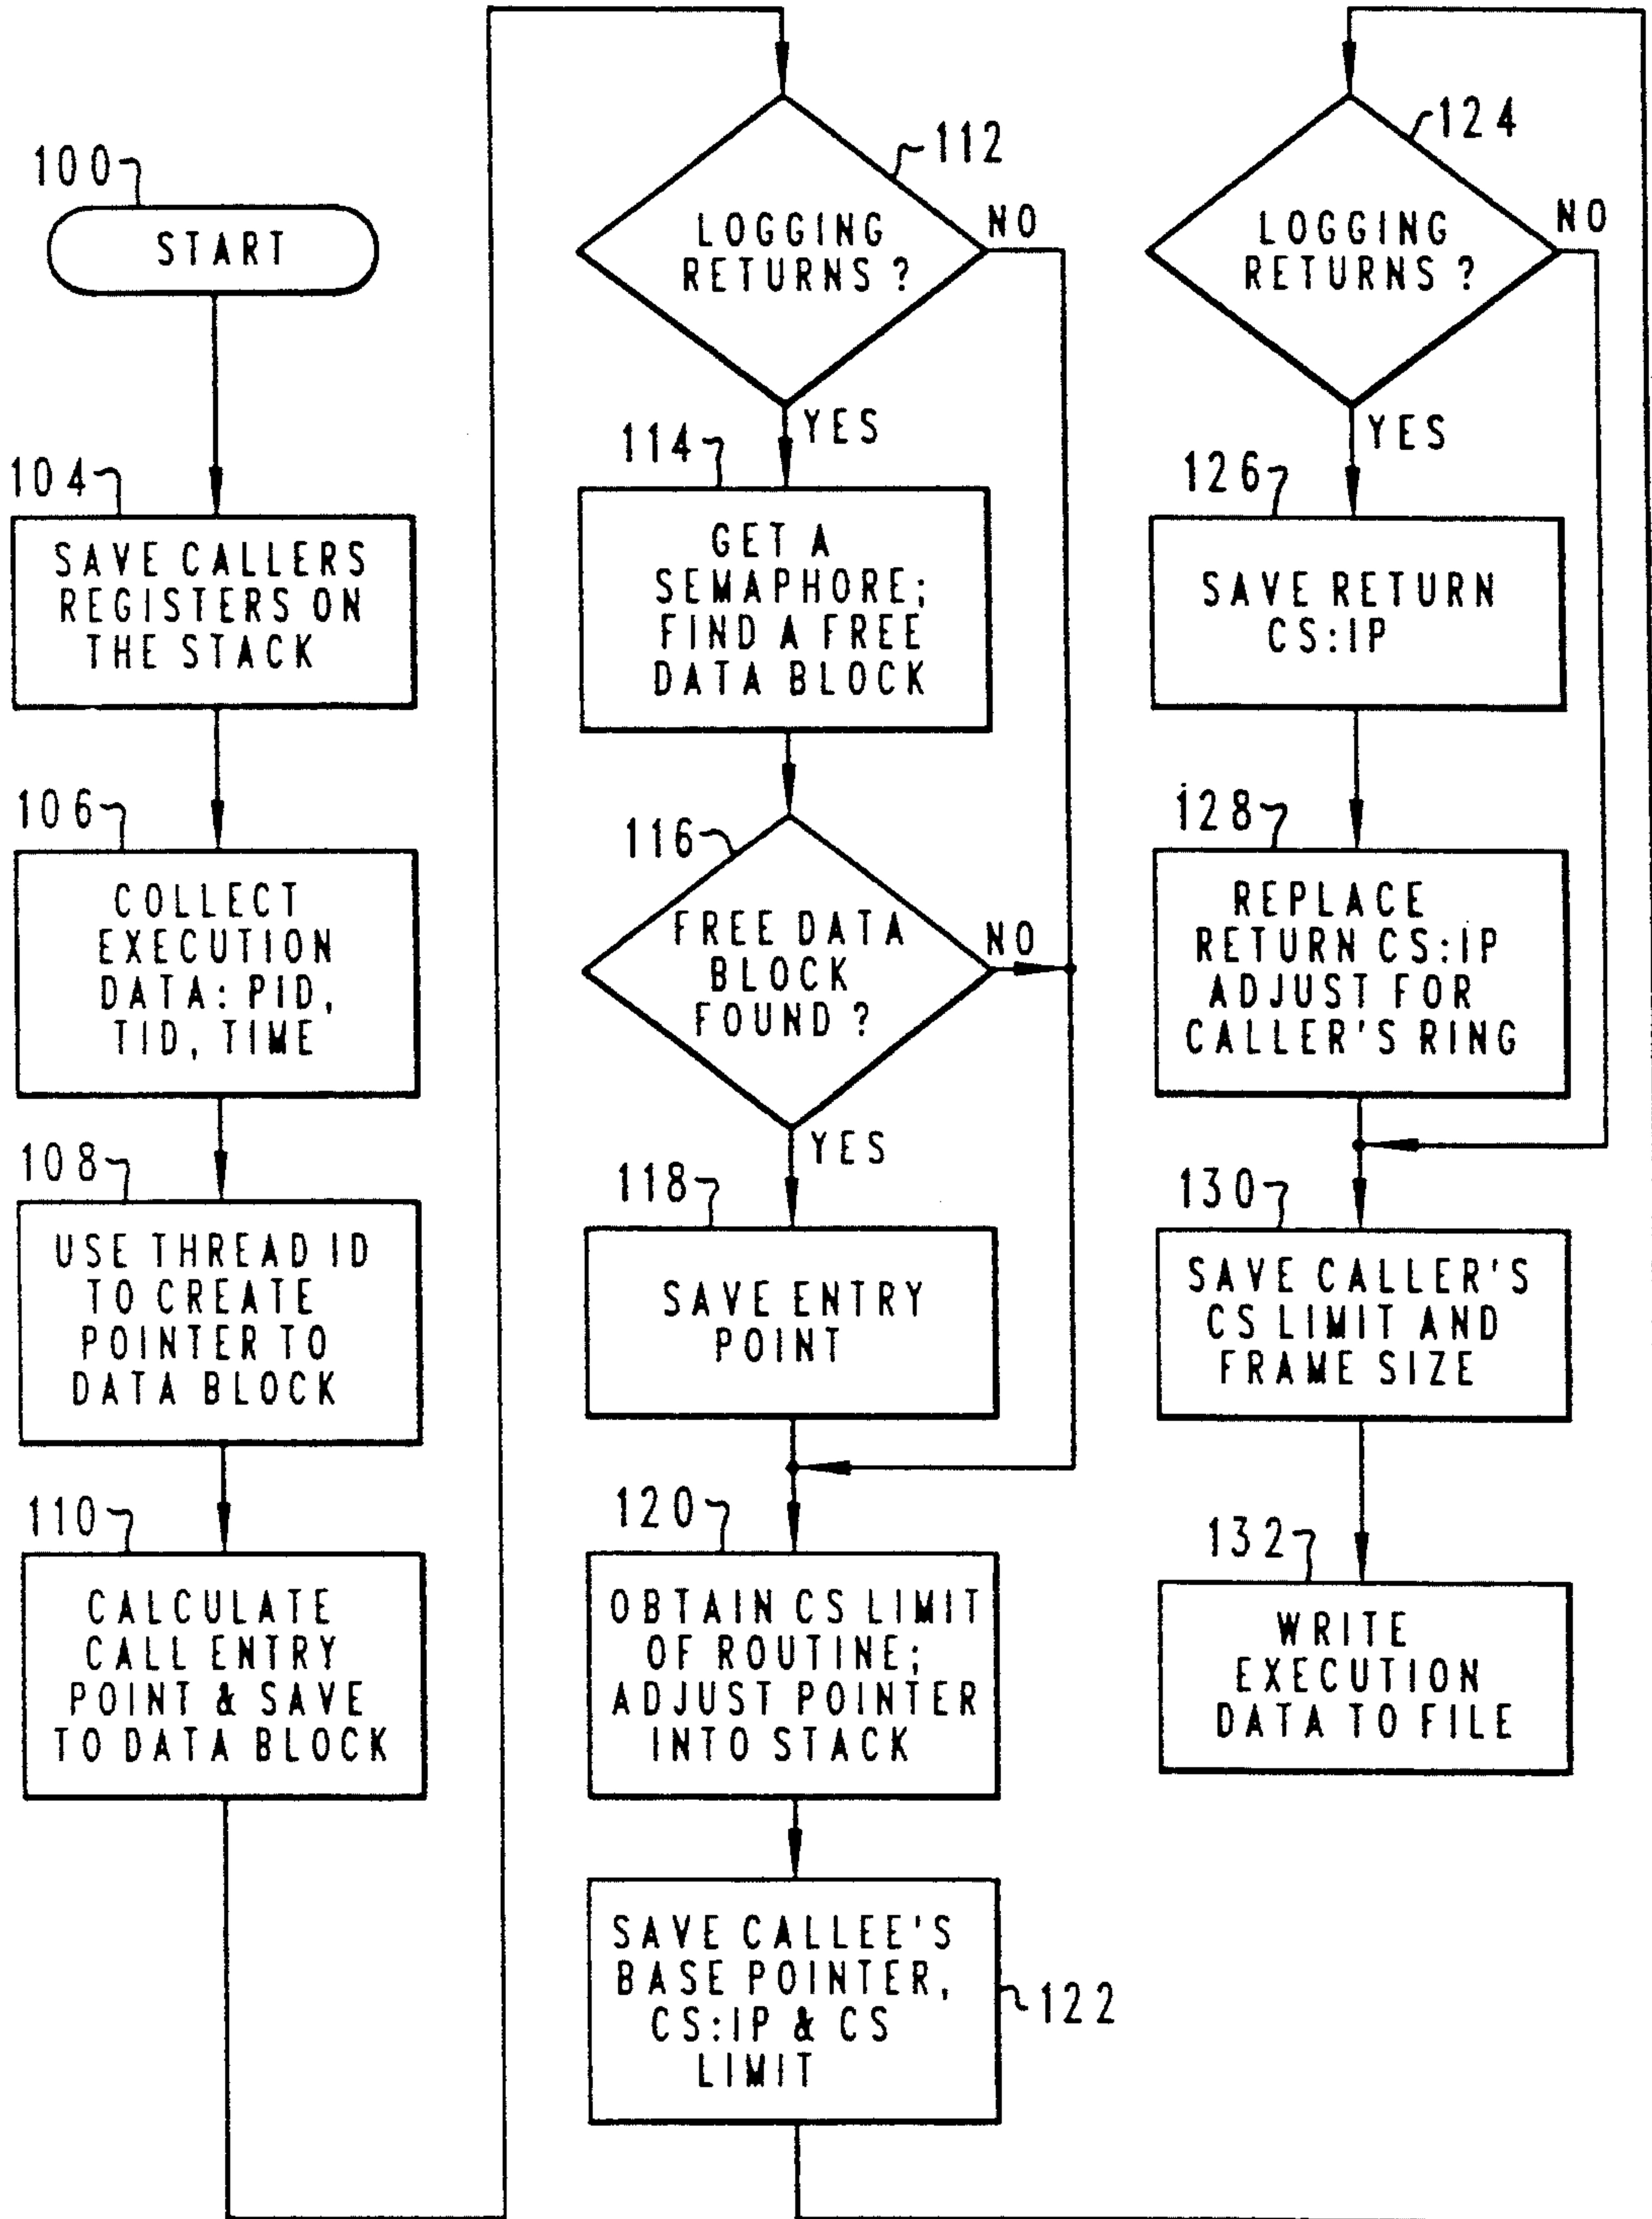 100
START
104
SAVE CALLERS
REGISTERS ON
THE STACK
106
COLLECT
EXECUTION
DATA: PID,
TID, TIME
108
USE THREAD ID
TO CREATE
POINTER TO
DATA BLOCK
110
CALCULATE
CALL ENTRY
POINT & SAVE
TO DATA BLOCK
112
LOGGING
RETURNS ?
NO
YES
114
GET A
SEMAPHORE;
FIND A FREE
DATA BLOCK
116
FREE DATA
BLOCK
FOUND ?
NO
YES
118
SAVE ENTRY
POINT
120
OBTAIN CS LIMIT
OF ROUTINE;
ADJUST POINTER
INTO STACK
SAVE CALLEE'S
BASE POINTER,
CS:IP & CS
LIMIT
122
124
LOGGING
RETURNS ?
NO
YES
126
SAVE RETURN
CS:IP
128
REPLACE
RETURN CS:IP
ADJUST FOR
CALLER'S RING
130
SAVE CALLER'S
CS LIMIT AND
FRAME SIZE
132
WRITE
EXECUTION
DATA TO FILE